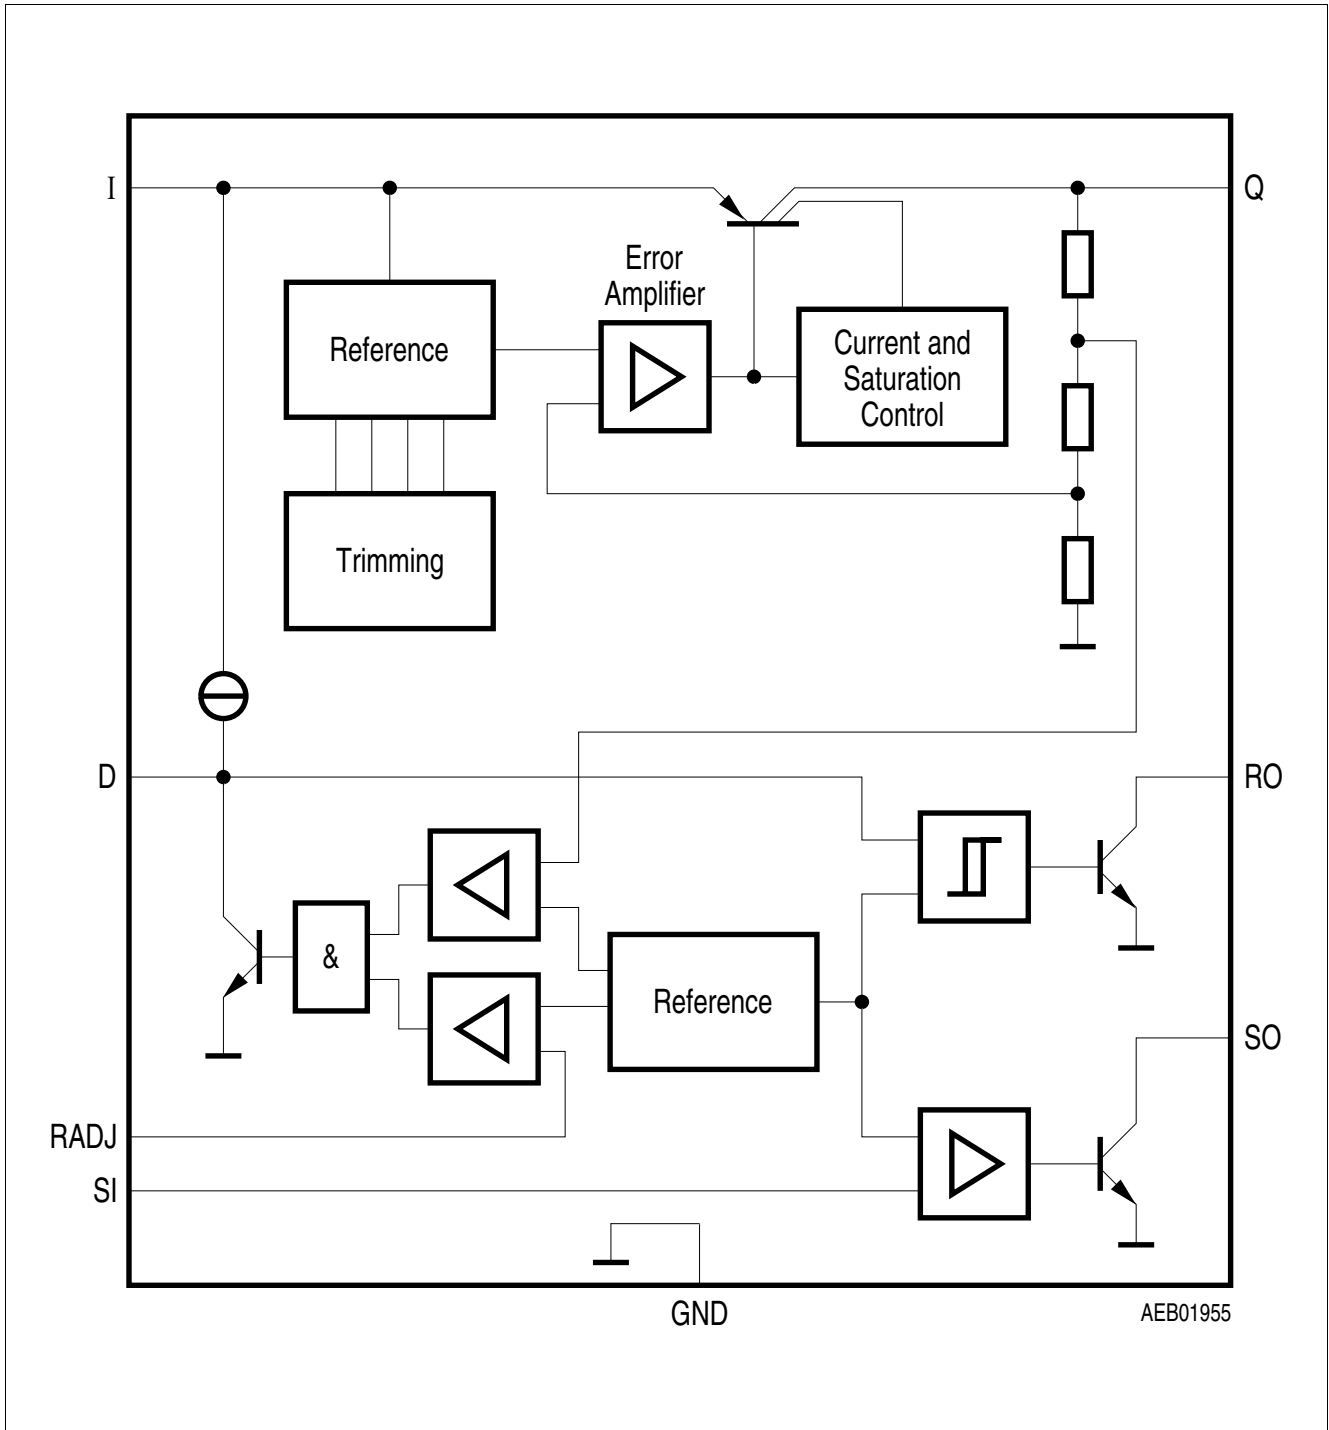 I
Q
Error
Amplifier
Reference
Current and
Saturation
Control
Trimming
D
RO
&
Reference
SO
RADJ
SI
GND
AEB01955